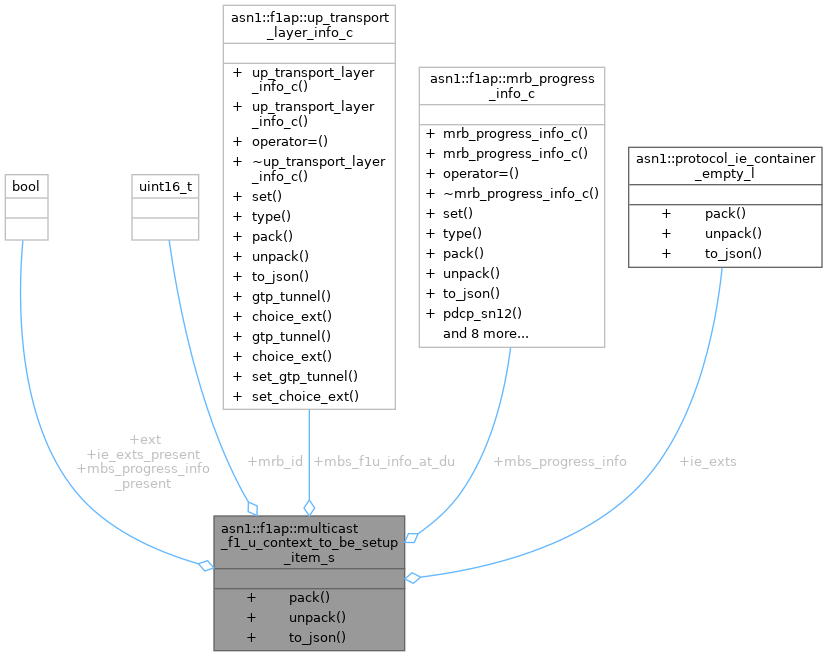 asn1::f1ap::up_transport
_layer_info_c
+ up_transport_layer
_info_c()
+ up_transport_layer
_info_c()
+ operator=()
+ ~up_transport_layer
_info_c()
+ set()
+ type()
+ pack()
+ unpack()
+ to_json()
+ gtp_tunnel()
+ choice_ext()
+ gtp_tunnel()
+ choice_ext()
+ set_gtp_tunnel()
+ set_choice_ext()
asn1::f1ap::mrb_progress
_info_c
+ mrb_progress_info_c()
+ mrb_progress_info_c()
+ operator=()
+ ~mrb_progress_info_c()
+ set()
+ type()
+ pack()
+ unpack()
+ to_json()
+ pdcp_sn12()
and 8 more...
asn1::protocol_ie_container
_empty_l
+ pack()
+ unpack()
+ to_json()
bool
uint16_t
+ext
+ie_exts_present
+mbs_progress_info
_present
+mrb_id
+mbs_f1u_info_at_du
+mbs_progress_info
+ie_exts
asn1::f1ap::multicast
_f1_u_context_to_be_setup
_item_s
+ pack()
+ unpack()
+ to_json()